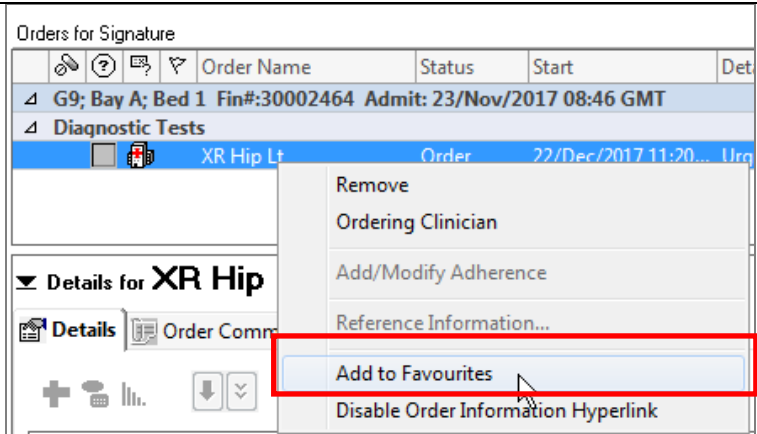 Orders for Signature
Order Name Status Start Deta
G9; Bay A; Bed 1 Fin#:30002464 Admit: 23/Nov/2017 08:46 GMT
Diagnostic Tests
XR Hip Lt Order 22/Dec/2017 11:20... Urg
Remove
Ordering Clinician
Add/Modify Adherence
Details for XR Hip
Reference Information...
Details Order Comm
Add to Favourites
Disable Order Information Hyperlink